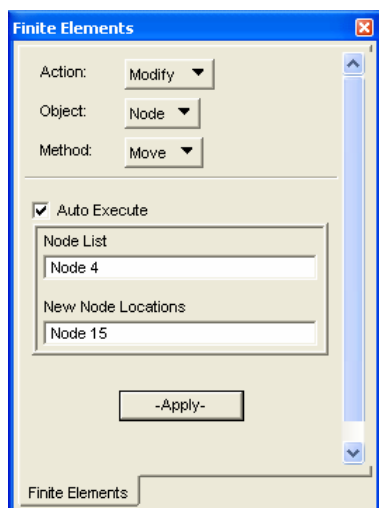 Finite Elements
Action: Modify
Object: Node
Method: Move
Auto Execute
Node List
Node 4
New Node Locations
Node 15
-Apply-
Finite Elements